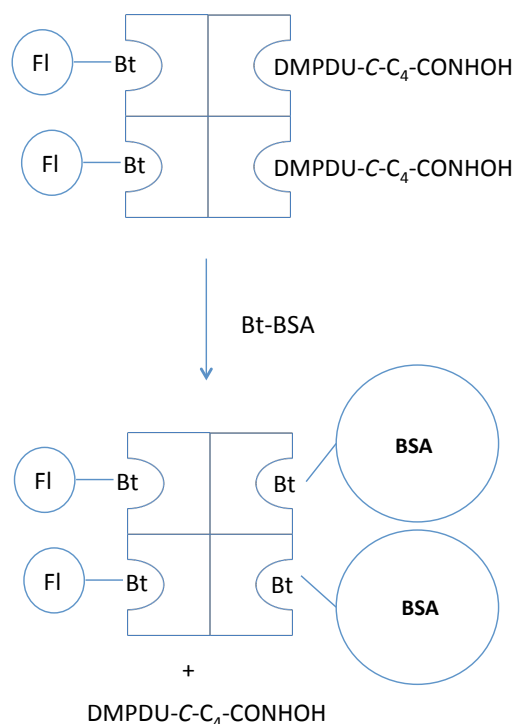 Fl Bt DMPDU-C-C₄-CONHOH
Fl Bt DMPDU-C-C₄-CONHOH
Bt-BSA
Fl Bt Bt BSA
Fl Bt Bt BSA
+
DMPDU-C-C₄-CONHOH